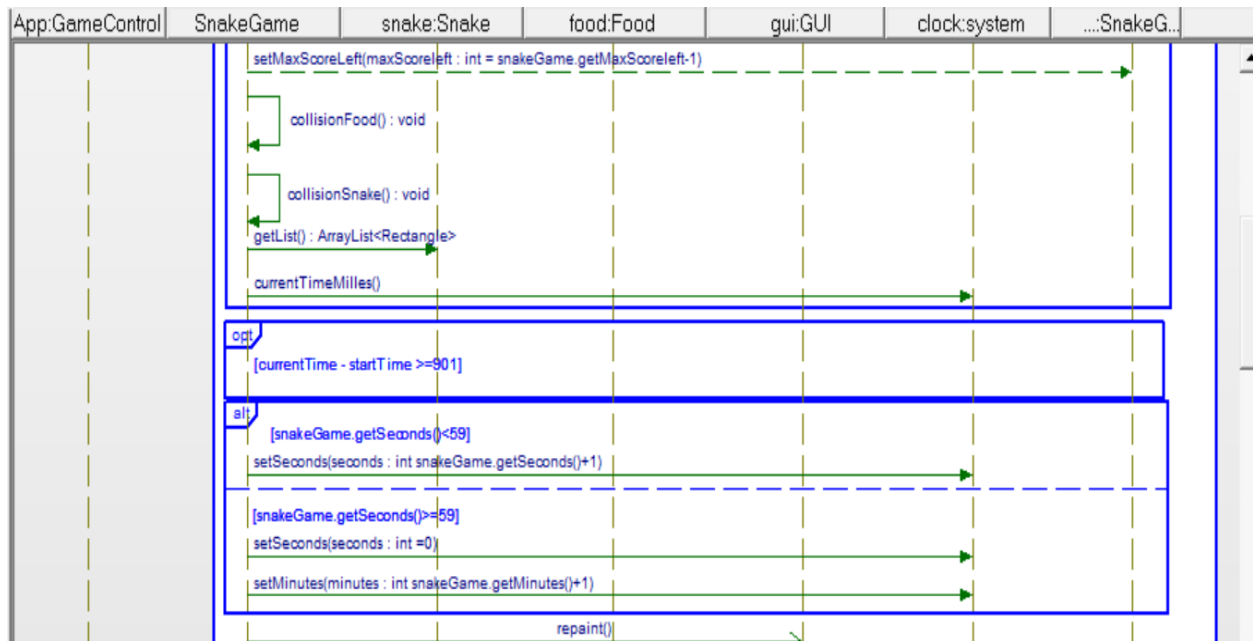 App:GameControl SnakeGame snake:Snake food:Food gui:GUI clock:system ...:SnakeG...
setMaxScoreLeft(maxScoreleft : int = snakeGame.getMaxScoreleft-1)
collisionFood() : void
collisionSnake() : void
getList() : ArrayList<Rectangle>
currentTimeMilles()
opt
[currentTime - startTime >=901]
alt
[snakeGame.getSeconds()<59]
setSeconds(seconds : int snakeGame.getSeconds()+1)
[snakeGame.getSeconds()>=59]
setSeconds(seconds : int =0)
setMinutes(minutes : int snakeGame.getMinutes()+1)
repaint()